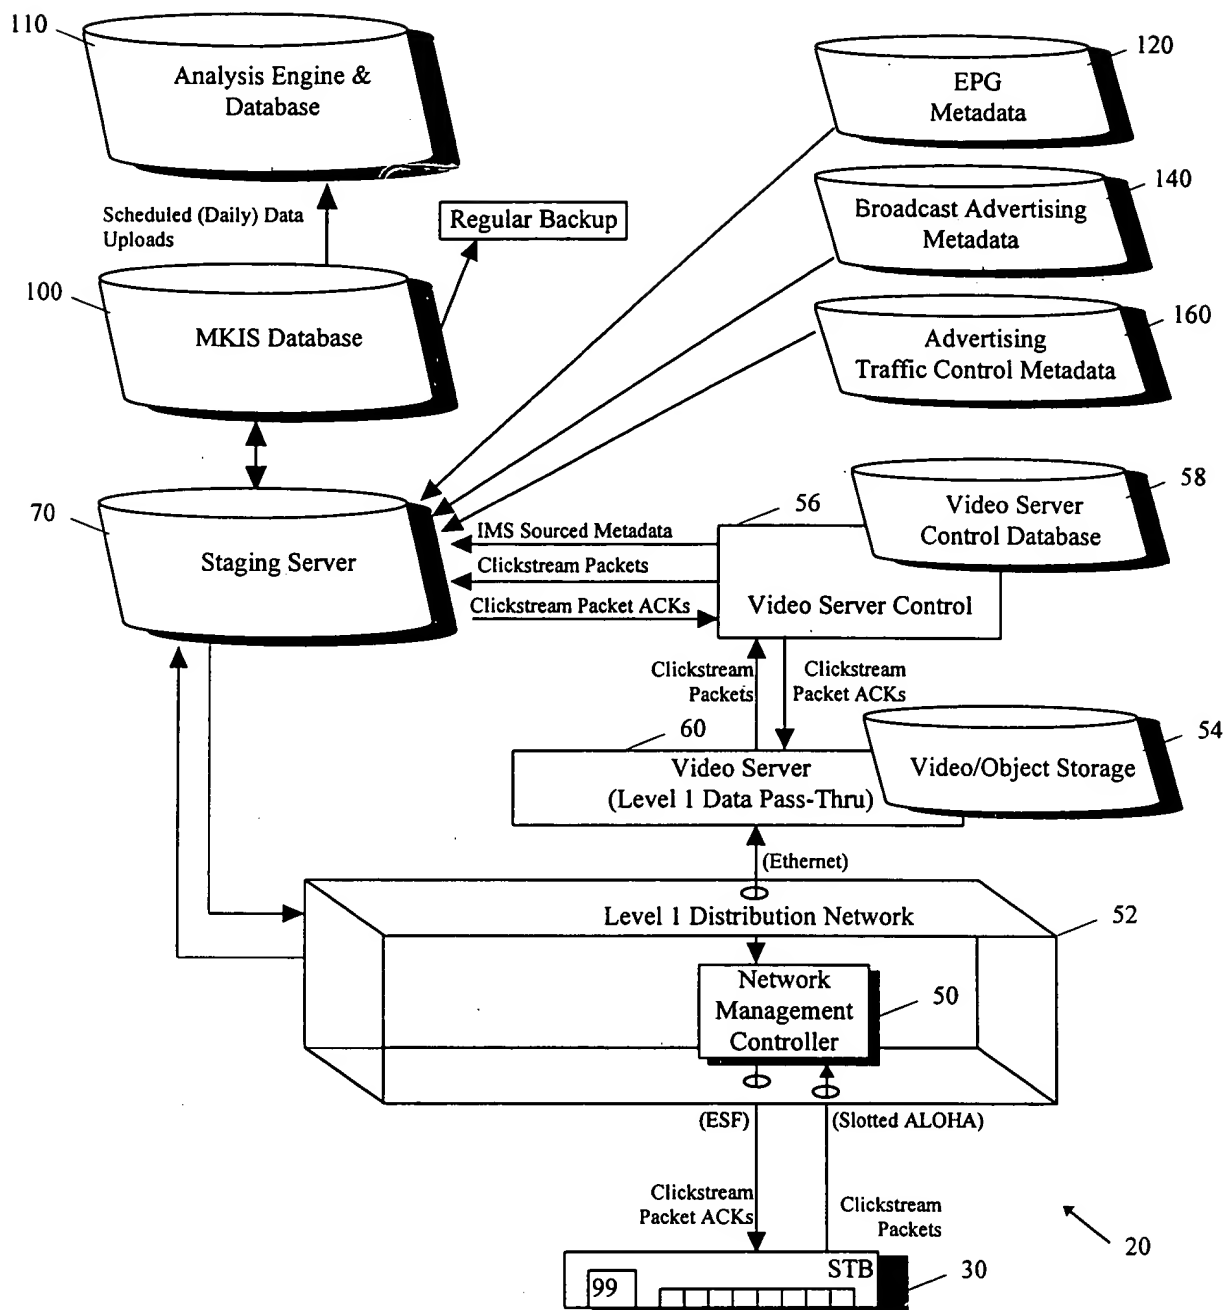 110
Analysis Engine &
Database
120
EPG
Metadata
Scheduled (Daily) Data
Uploads
Regular Backup
140
Broadcast Advertising
Metadata
100
MKIS Database
160
Advertising
Traffic Control Metadata
70
Staging Server
56
58
Video Server
Control Database
IMS Sourced Metadata
Clickstream Packets
Clickstream Packet ACKs
Video Server Control
Clickstream
Packets
Clickstream
Packet ACKs
60
54
Video Server
(Level 1 Data Pass-Thru)
Video/Object Storage
(Ethernet)
Level 1 Distribution Network
52
Network
Management
Controller
50
(ESF)
(Slotted ALOHA)
Clickstream
Packet ACKs
Clickstream
Packets
20
STB
30
99